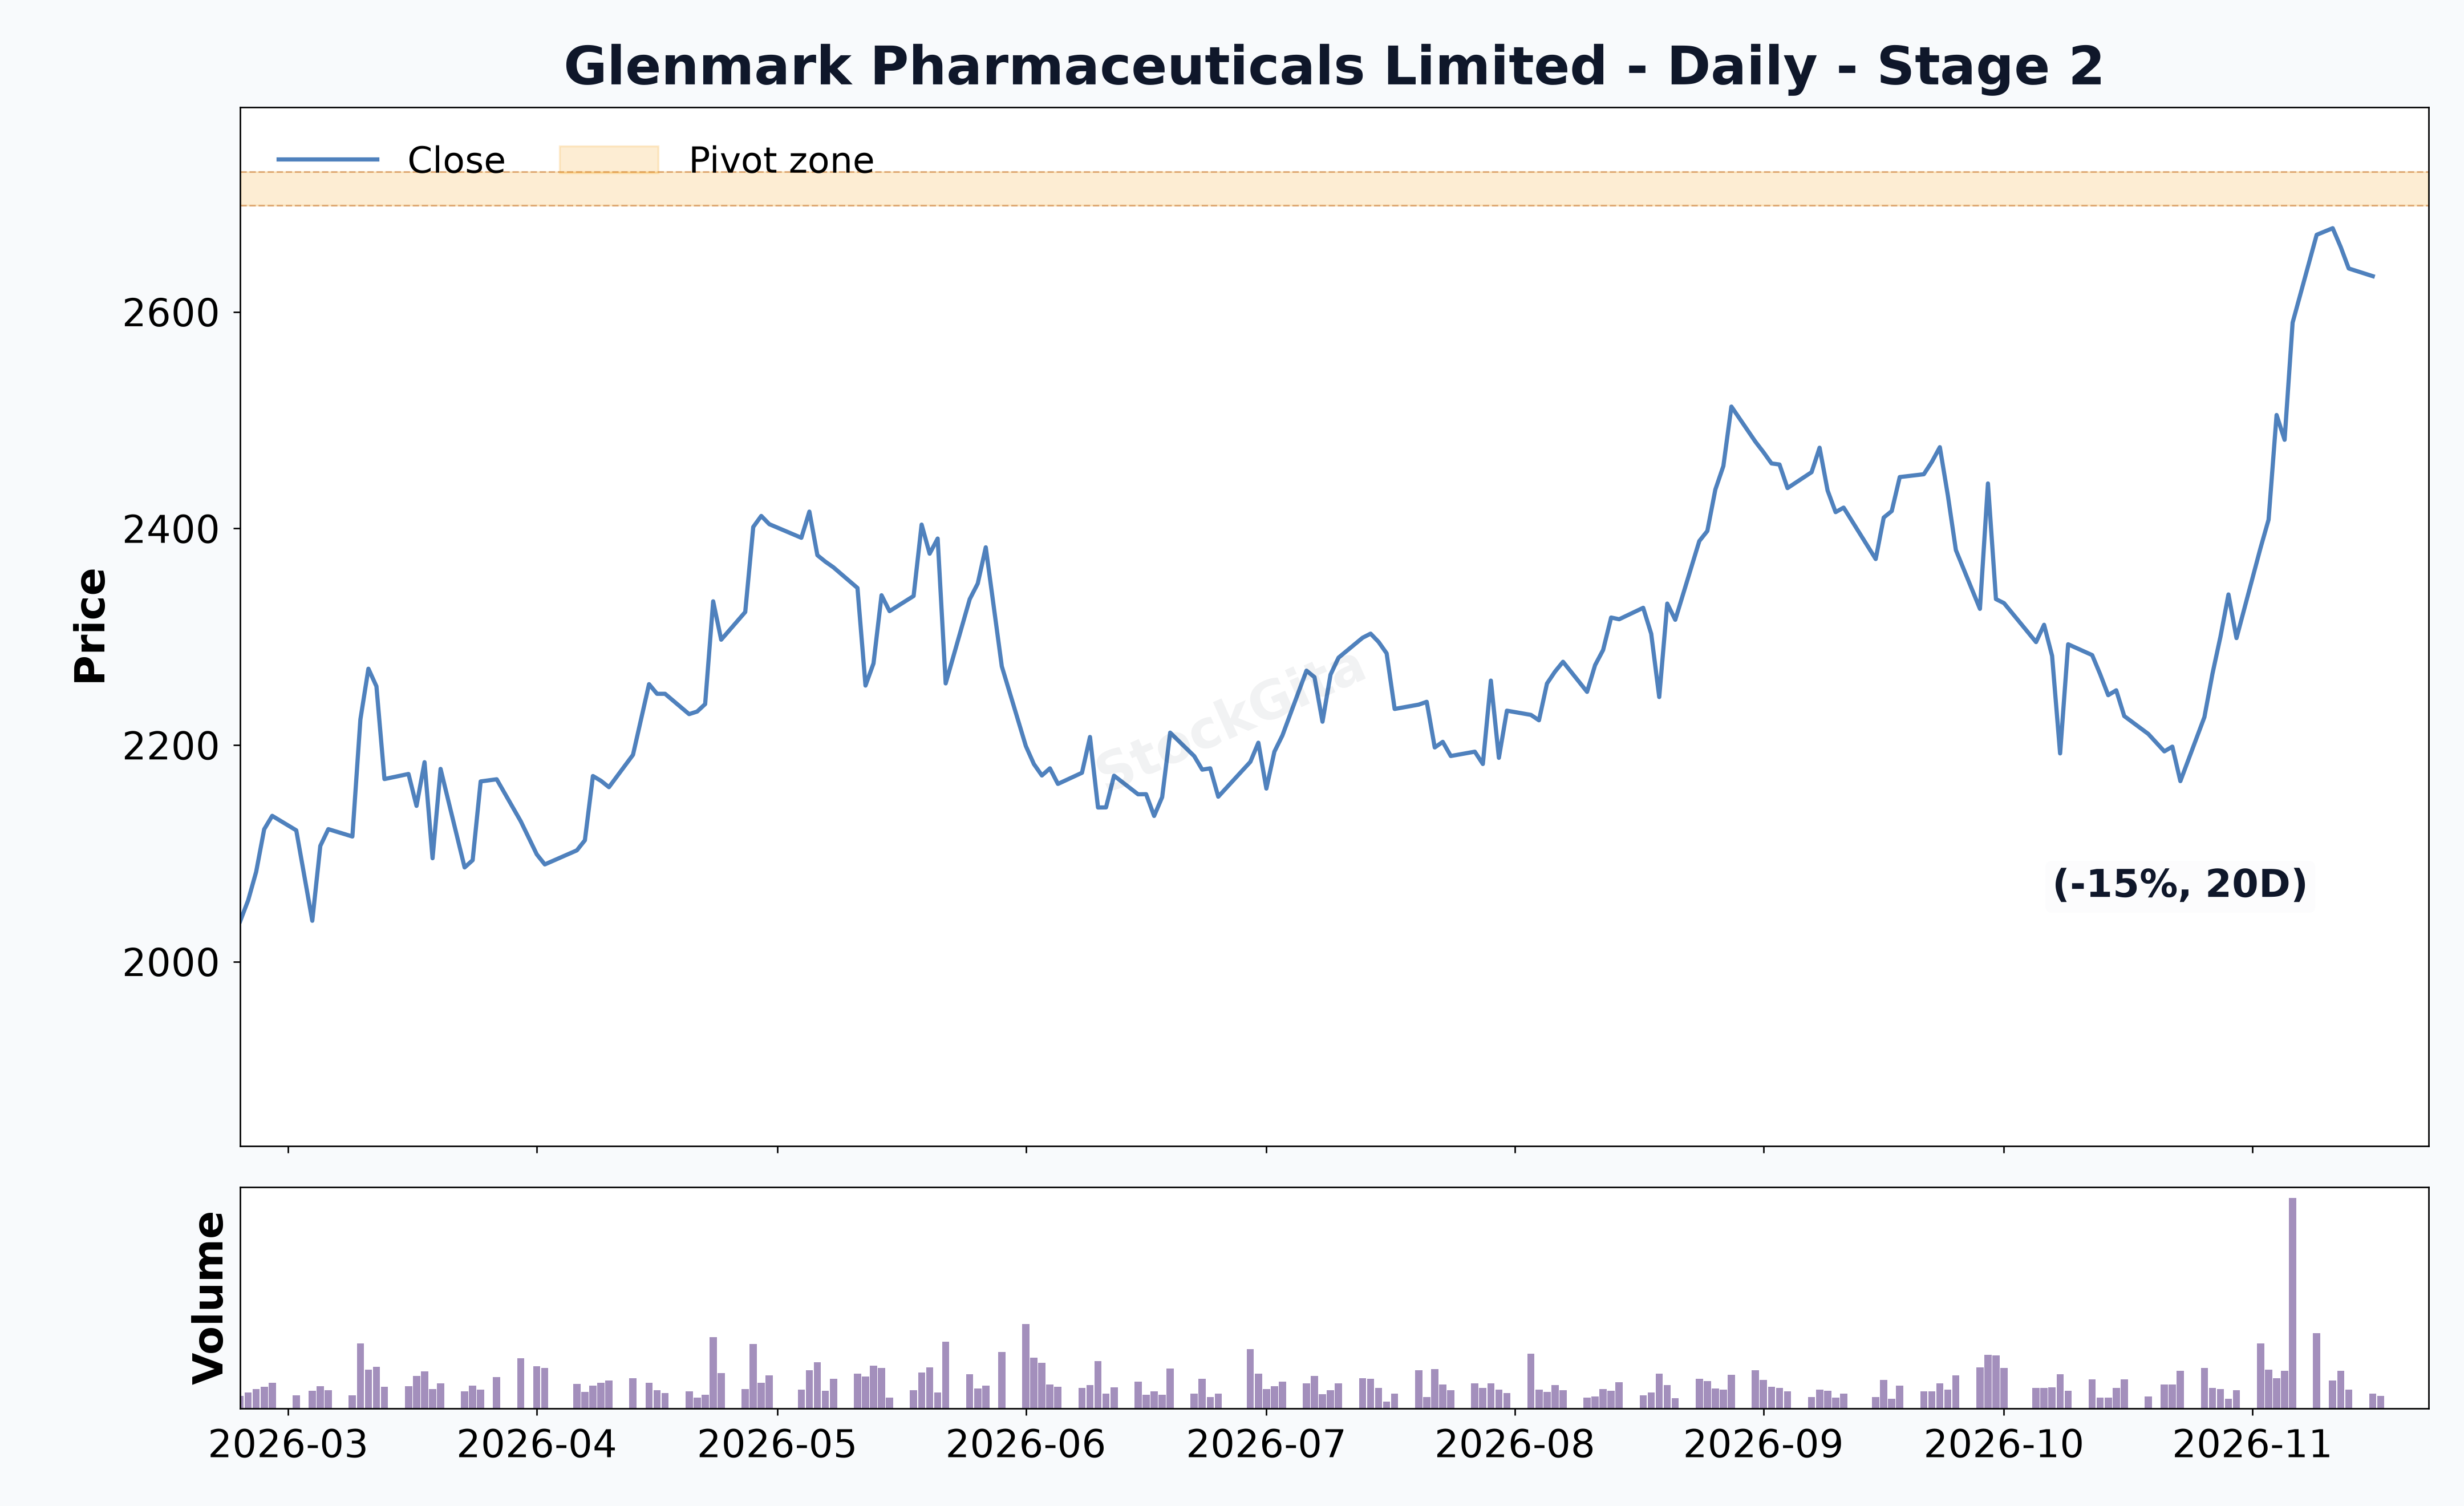 Glenmark Pharmaceuticals Limited - Daily - Stage 2
Close
Pivot zone
Price
2600
2400
2200
2000
StockGita
(-15%, 20D)
Volume
2026-03
2026-04
2026-05
2026-06
2026-07
2026-08
2026-09
2026-10
2026-11